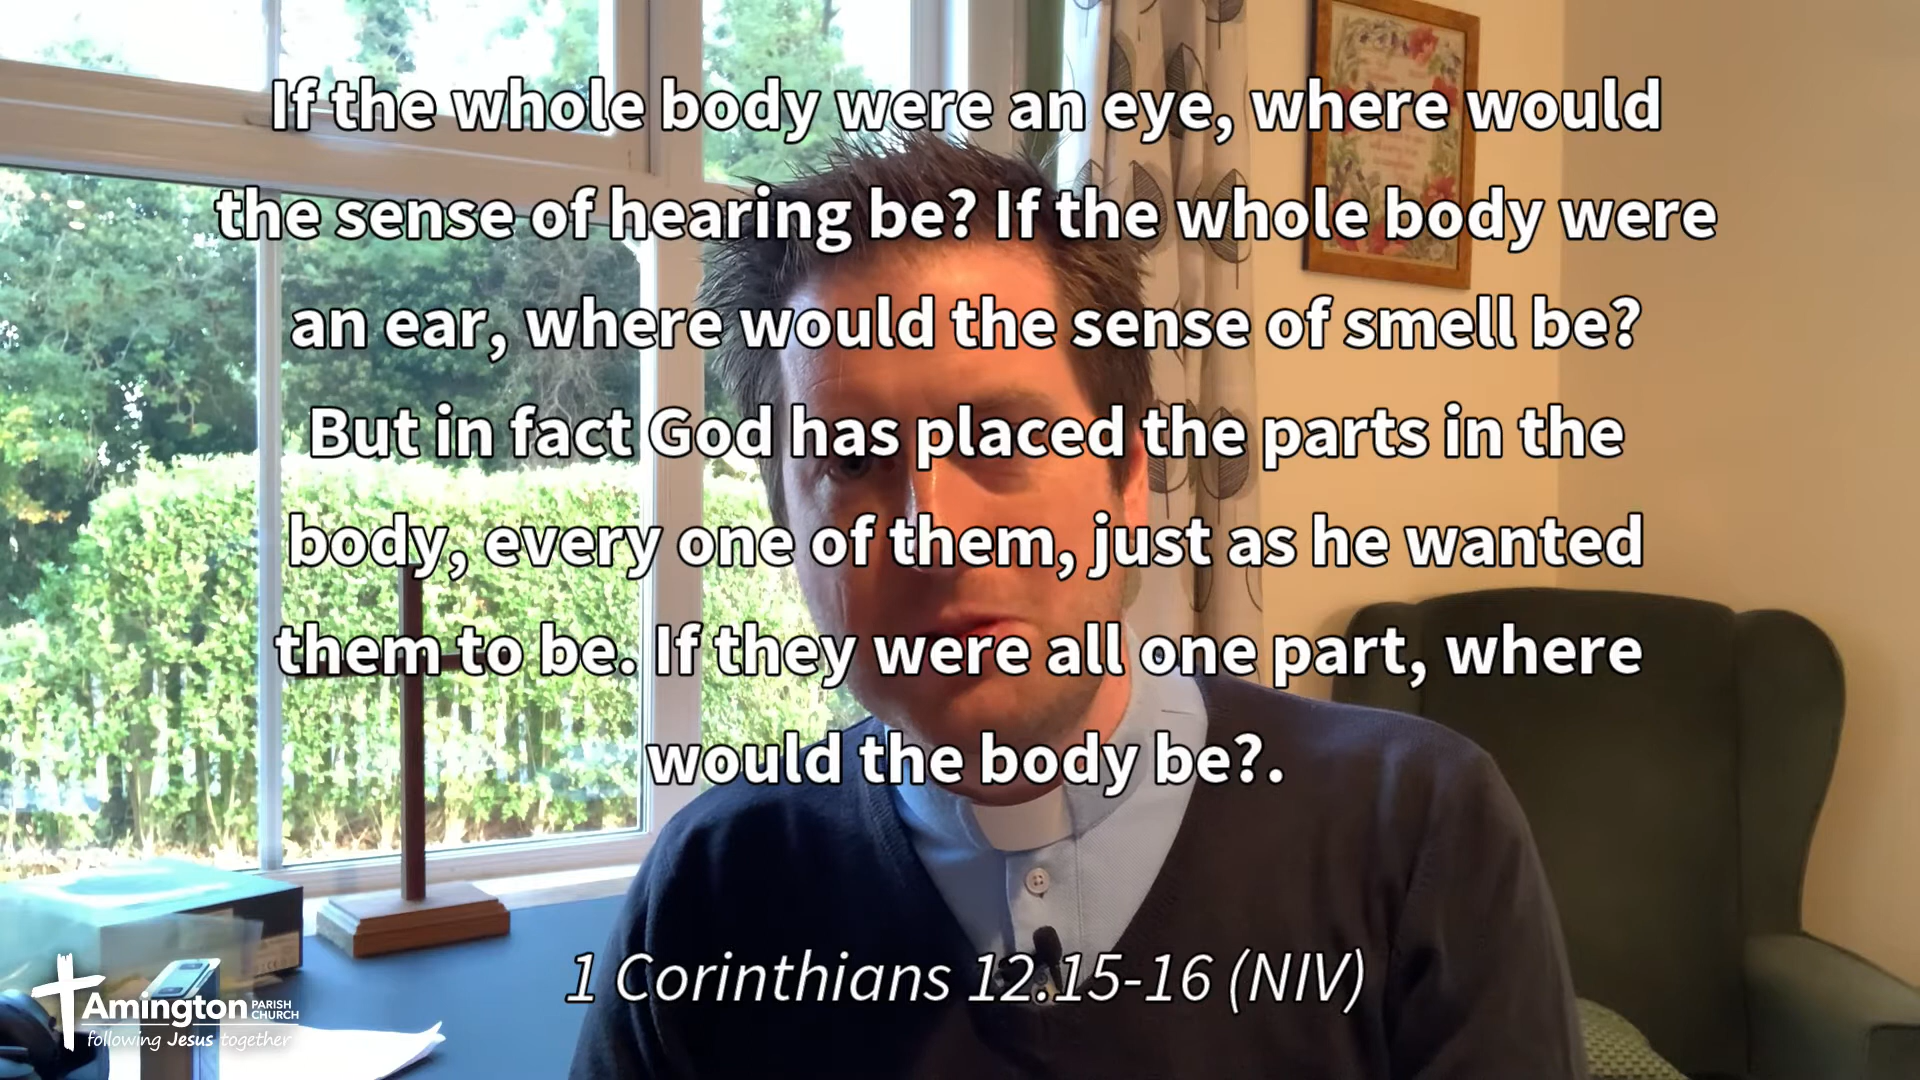 If the whole body were an eye, where would
the sense of hearing be? If the whole body were
an ear, where would the sense of smell be?
But in fact God has placed the parts in the
body, every one of them, just as he wanted
them to be. If they were all one part, where
would the body be?.
1 Corinthians 12.15-16 (NIV)
Amington PARISH CHURCH
following Jesus together